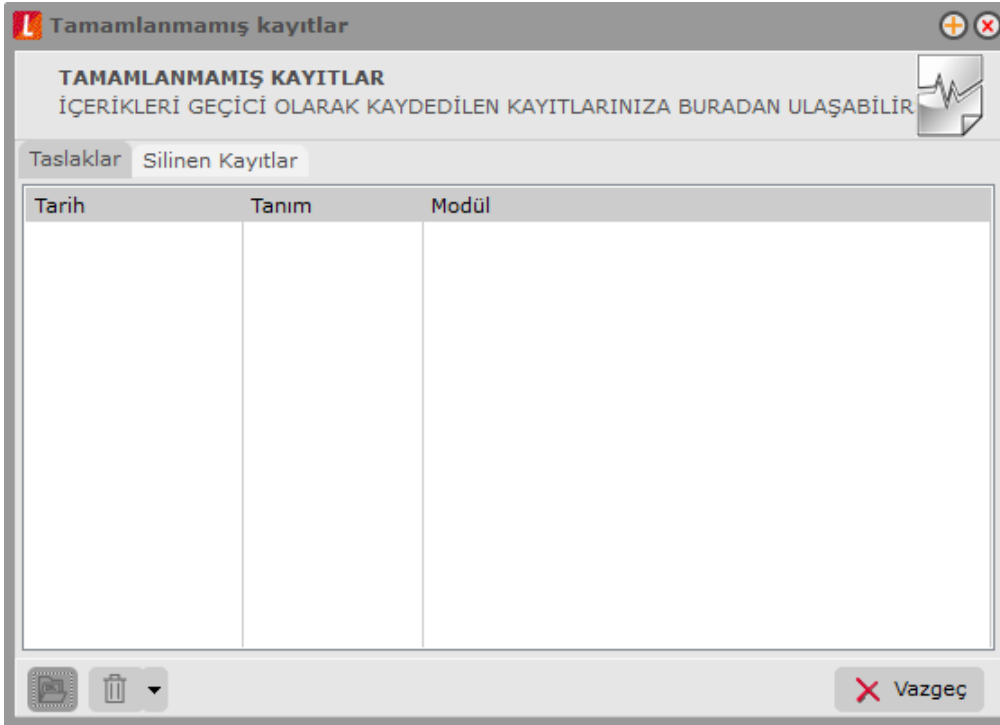 Tamamlanmamış kayıtlar
TAMAMLANMAMIŞ KAYITLAR
İÇERİKLERİ GEÇİCİ OLARAK KAYDEDİLEN KAYITLARINIZA BURADAN ULAŞABİLİR
Taslaklar Silinen Kayıtlar
Tarih Tanım Modül
Vazgeç